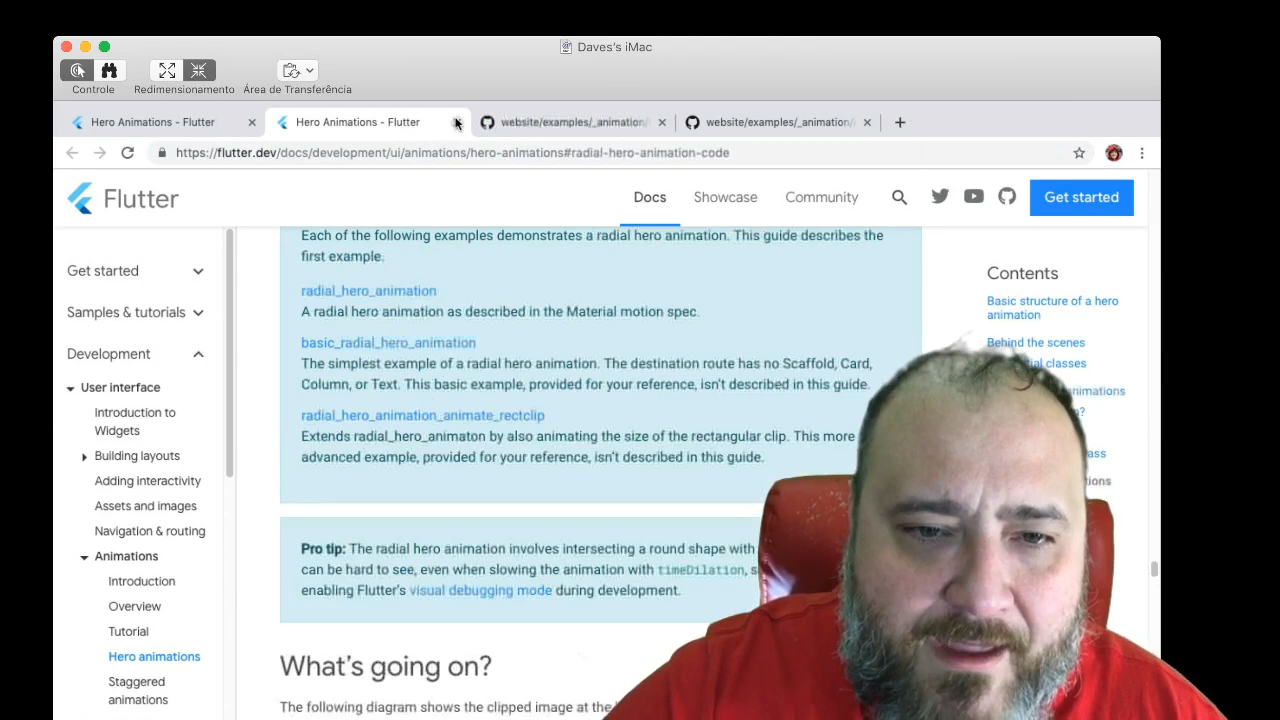 Daves's iMac
Controle
Redimensionamento
Área de Transferência
Hero Animations - Flutter
Hero Animations - Flutter
website/examples/_animation/
website/examples/_animation/
https://flutter.dev/docs/development/ui/animations/hero-animations#radial-hero-animation-code
Flutter
Docs
Showcase
Community
Get started
Get started
Samples & tutorials
Development
User interface
Introduction to
Widgets
Building layouts
Adding interactivity
Assets and images
Navigation & routing
Animations
Introduction
Overview
Tutorial
Hero animations
Staggered
animations
Each of the following examples demonstrates a radial hero animation. This guide describes the
first example.
radial_hero_animation
A radial hero animation as described in the Material motion spec.
basic_radial_hero_animation
The simplest example of a radial hero animation. The destination route has no Scaffold, Card,
Column, or Text. This basic example, provided for your reference, isn't described in this guide.
radial_hero_animation_animate_rectclip
Extends radial_hero_animaton by also animating the size of the rectangular clip. This more
advanced example, provided for your reference, isn't described in this guide.
Pro tip: The radial hero animation involves intersecting a round shape with
can be hard to see, even when slowing the animation with timeDilation, s
enabling Flutter's visual debugging mode during development.
What's going on?
The following diagram shows the clipped image at the
Contents
Basic structure of a hero
animation
Behind the scenes
ial classes
animations
?
ass
tions